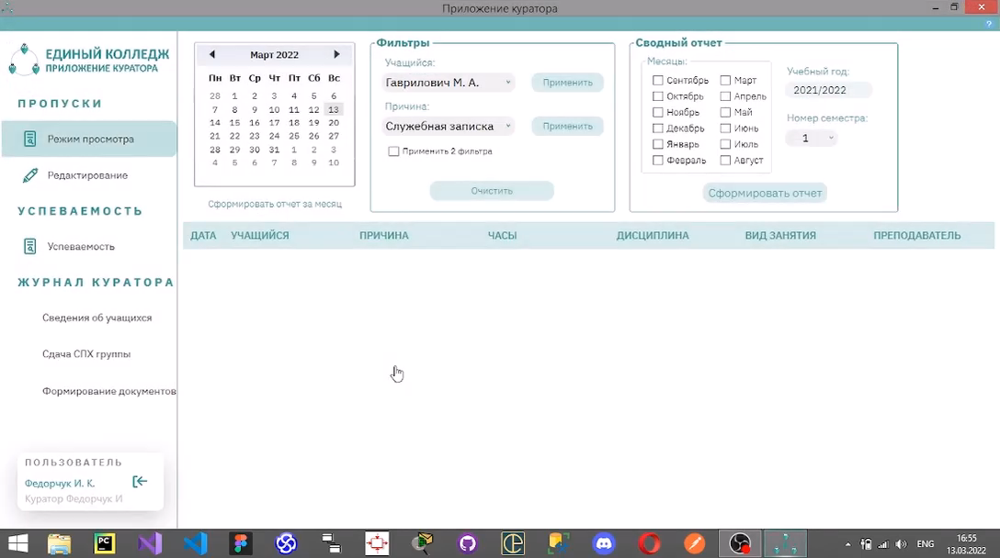 Приложение куратора
?
ЕДИНЫЙ КОЛЛЕДЖ
ПРИЛОЖЕНИЕ КУРАТОРА
ПРОПУСКИ
Режим просмотра
Редактирование
УСПЕВАЕМОСТЬ
Успеваемость
ЖУРНАЛ КУРАТОРА
Сведения об учащихся
Сдача СПХ группы
Формирование документов
ПОЛЬЗОВАТЕЛЬ
Федорчук И. К.
Куратор Федорчук И
Март 2022
Пн Вт Ср Чт Пт Сб Вс
28 1 2 3 4 5 6
7 8 9 10 11 12 13
14 15 16 17 18 19 20
21 22 23 24 25 26 27
28 29 30 31 1 2 3
4 5 6 7 8 9 10
Сформировать отчет за месяц
Фильтры
Учащийся:
Гаврилович М. А.
Применить
Причина:
Служебная записка
Применить
Применить 2 фильтра
Очистить
Сводный отчет
Месяцы:
Сентябрь Март
Октябрь Апрель
Ноябрь Май
Декабрь Июнь
Январь Июль
Февраль Август
Учебный год:
2021/2022
Номер семестра:
1
Сформировать отчет
ДАТА УЧАЩИЙСЯ ПРИЧИНА ЧАСЫ ДИСЦИПЛИНА ВИД ЗАНЯТИЯ ПРЕПОДАВАТЕЛЬ
PC
ENG
16:55
13.03.2022